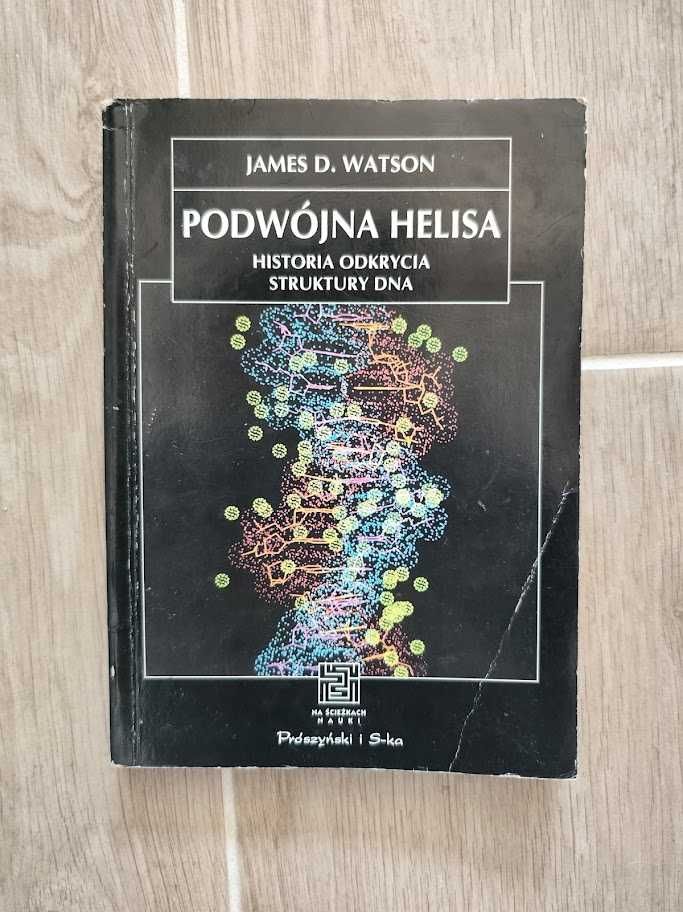 JAMES D. WATSON
PODWÓJNA HELISA
HISTORIA ODKRYCIA
STRUKTURY DNA
NA ŚCIEŻKACH
NAUKI
Prószyński i S-ka